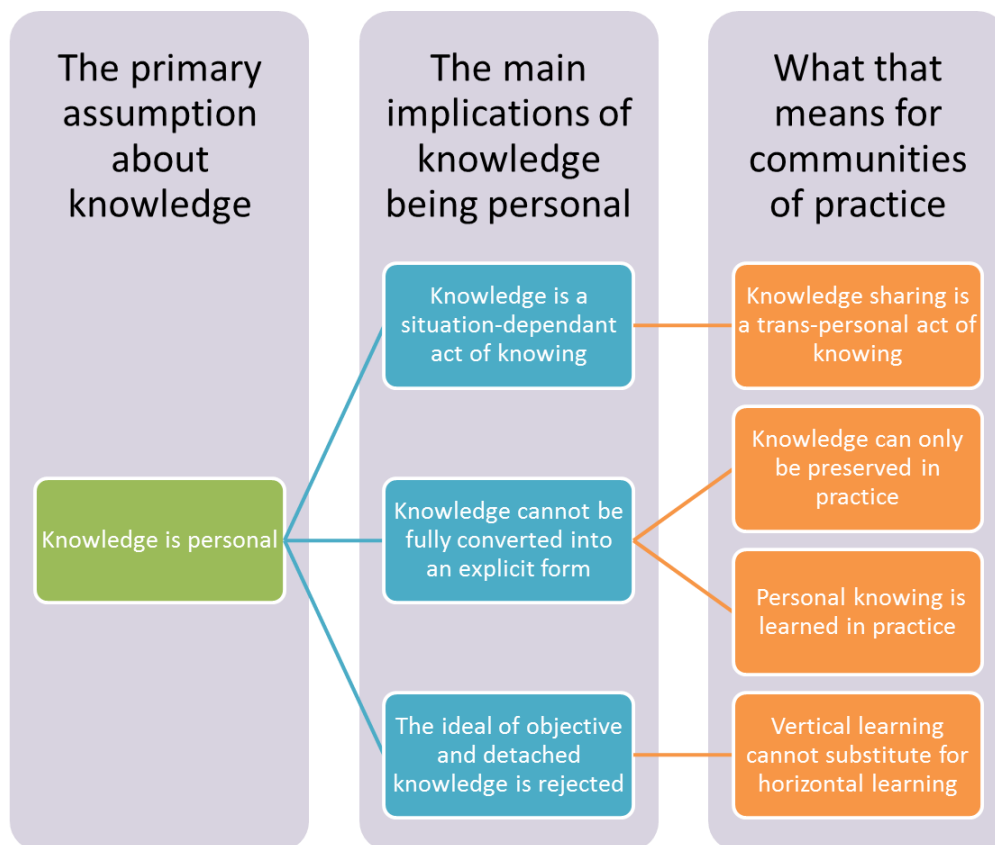 The primary
assumption
about
knowledge
The main
implications of
knowledge
being personal
What that
means for
communities
of practice
Knowledge is personal
Knowledge is a
situation-dependant
act of knowing
Knowledge cannot be
fully converted into
an explicit form
The ideal of objective
and detached
knowledge is rejected
Knowledge sharing is
a trans-personal act of
knowing
Knowledge can only
be preserved in
practice
Personal knowing is
learned in practice
Vertical learning
cannot substitute for
horizontal learning